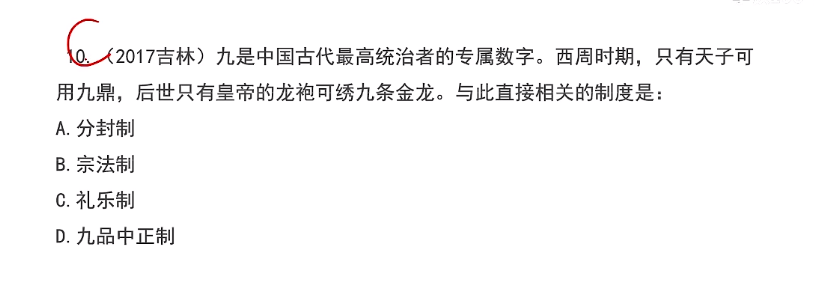 10.（2017吉林）九是中国古代最高统治者的专属数字。西周时期，只有天子可
用九鼎，后世只有皇帝的龙袍可绣九条金龙。与此直接相关的制度是：
A.分封制
B.宗法制
C.礼乐制
D.九品中正制